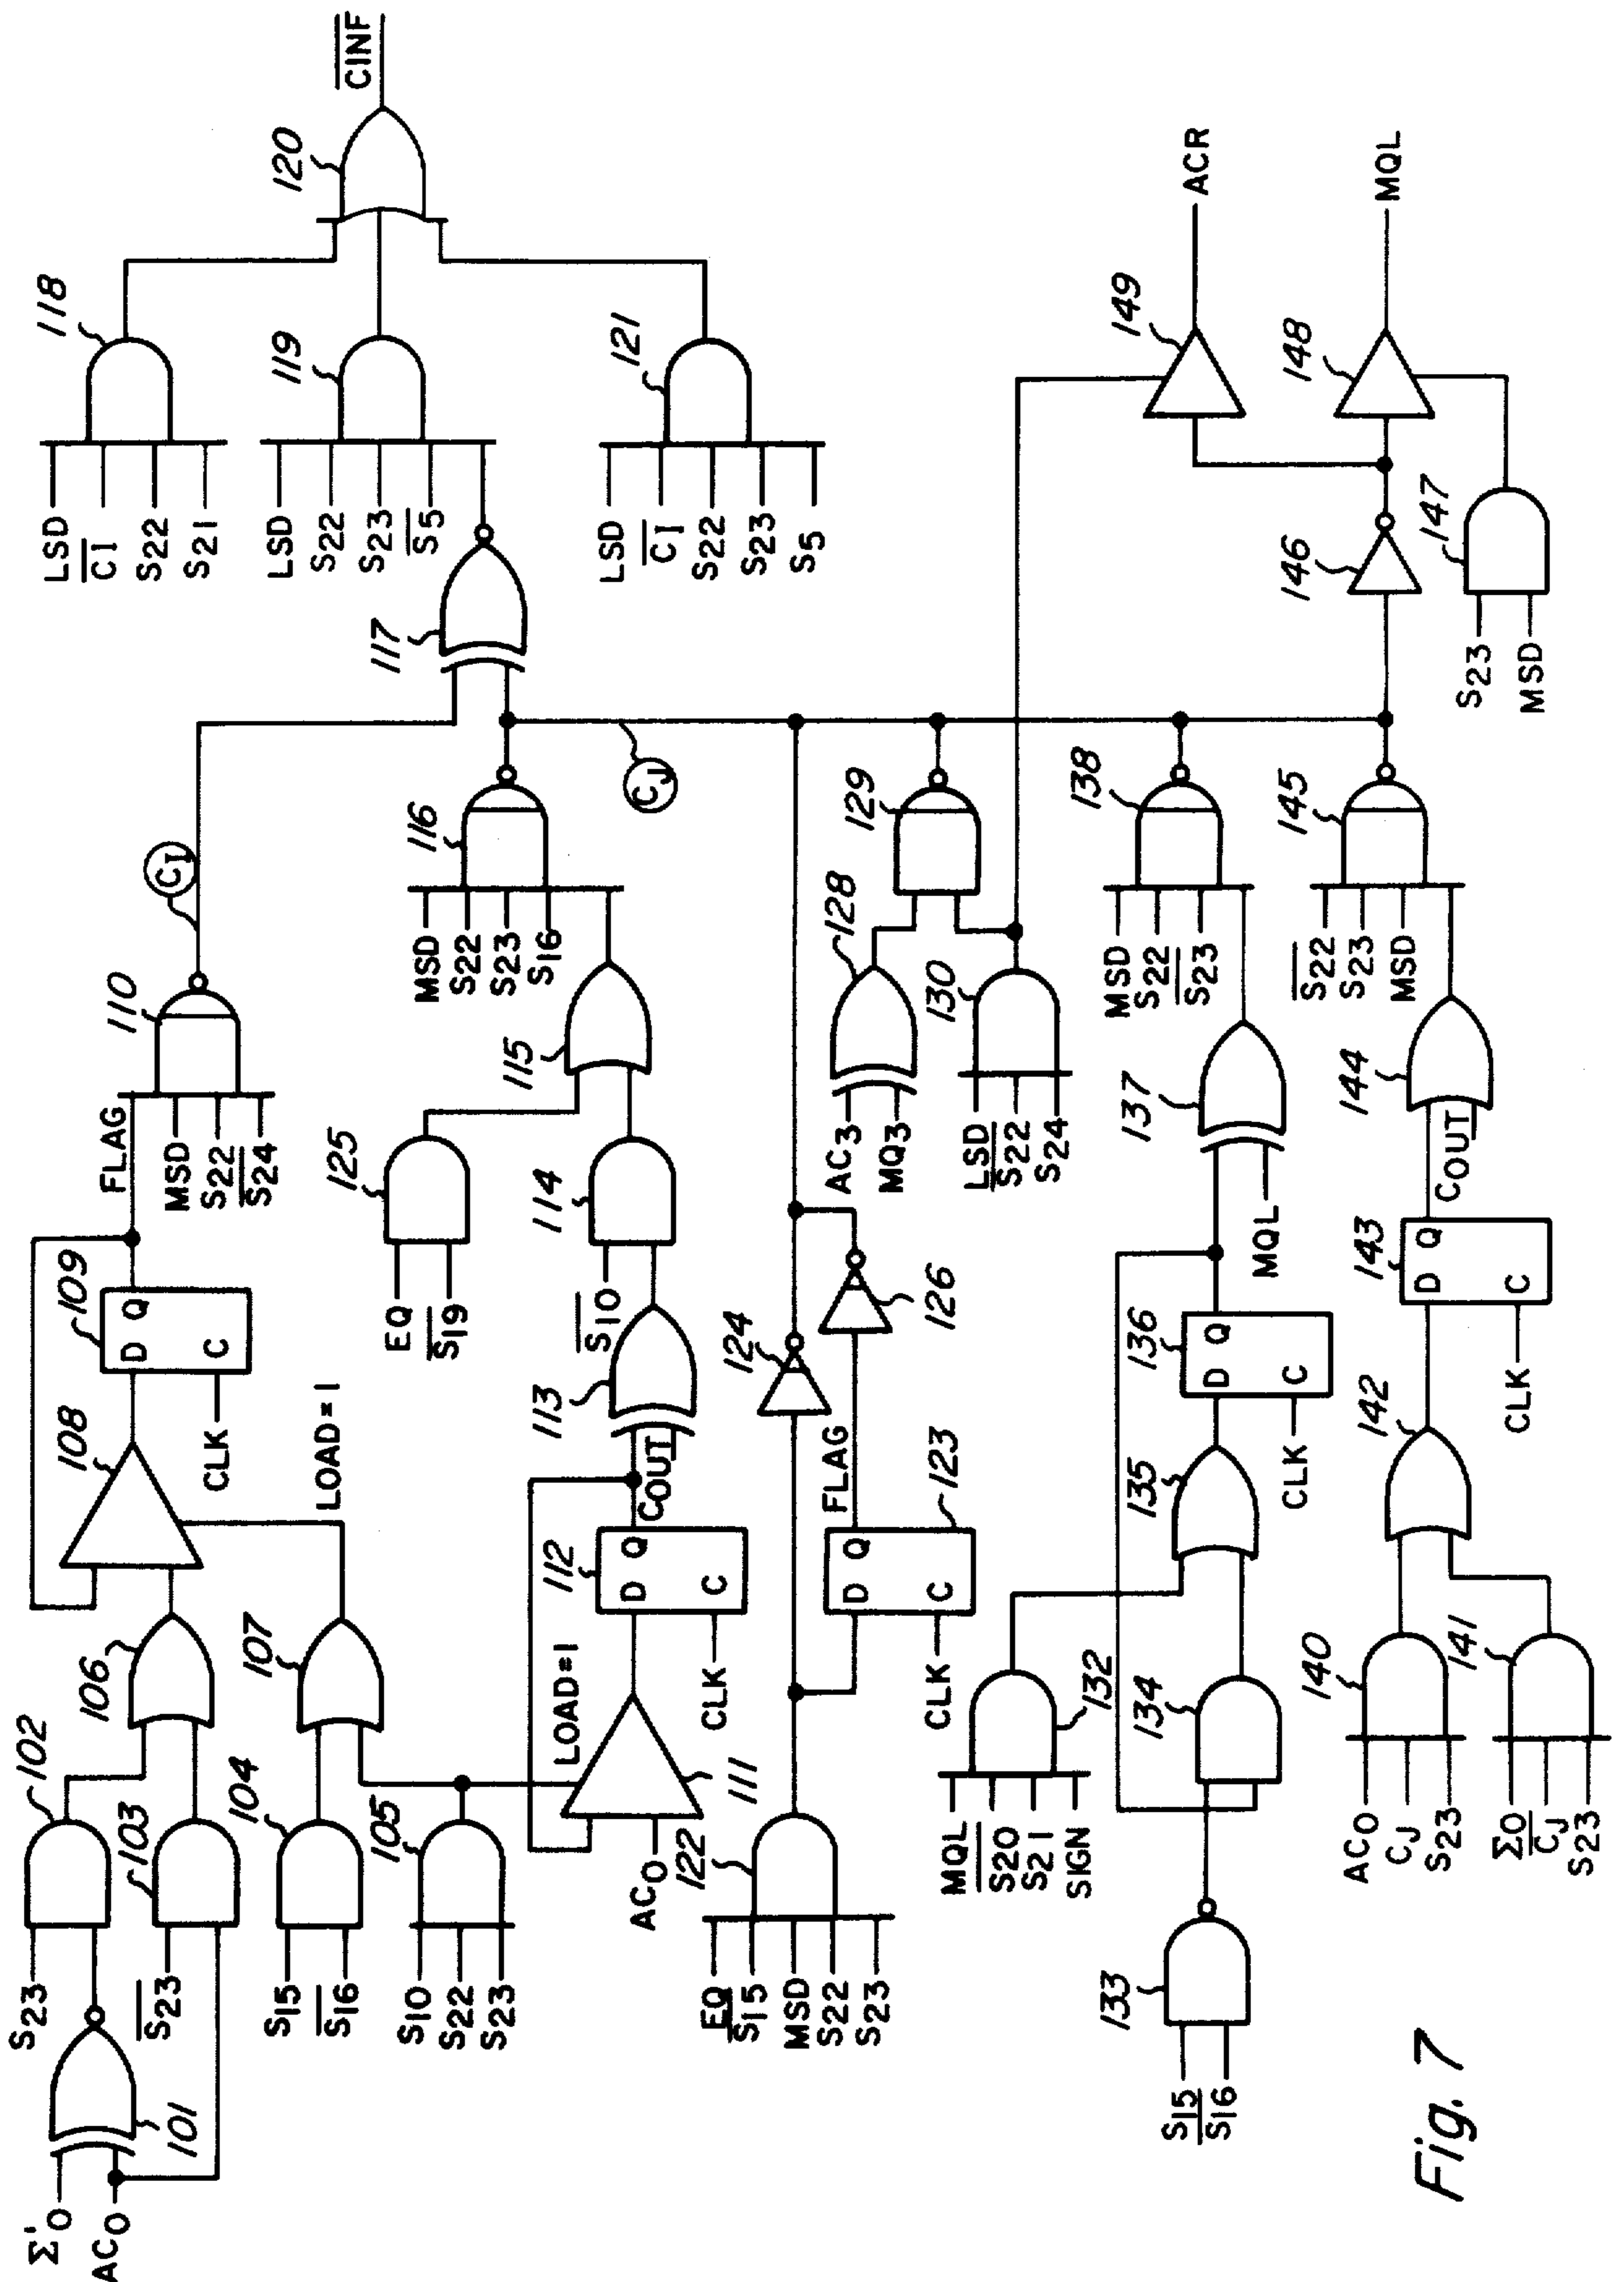 CINF
120
118
LSD
CI
S22
S21
119
LSD
S22
S23
S5
121
LSD
CI
S22
S23
S5
117
CI
110
FLAG
MSD
S22
S24
109
D Q
C
CLK
108
LOAD=1
106
107
102
103
104
105
S23
S23
S15
S16
S10
S22
S23
101
Σ'0
AC0
116
MSD
S22
S23
S16
CJ
115
125
EQ
S19
114
S10
113
COUT
112
D Q
C
CLK
LOAD=1
111
AC0
122
EQ
S15
MSD
S22
S23
124
126
FLAG
123
D Q
C
CLK
ACR
149
MQL
148
147
S23
MSD
146
129
128
AC3
MQ3
130
LSD
S22
S24
138
MSD
S22
S23
137
MQL
136
D Q
C
CLK
135
132
MQL
S20
S21
SIGN
134
133
S15
S16
145
S22
S23
MSD
144
COUT
143
D Q
C
CLK
142
140
AC0
CJ
S23
141
Σ0
CJ
S23
Fig. 7